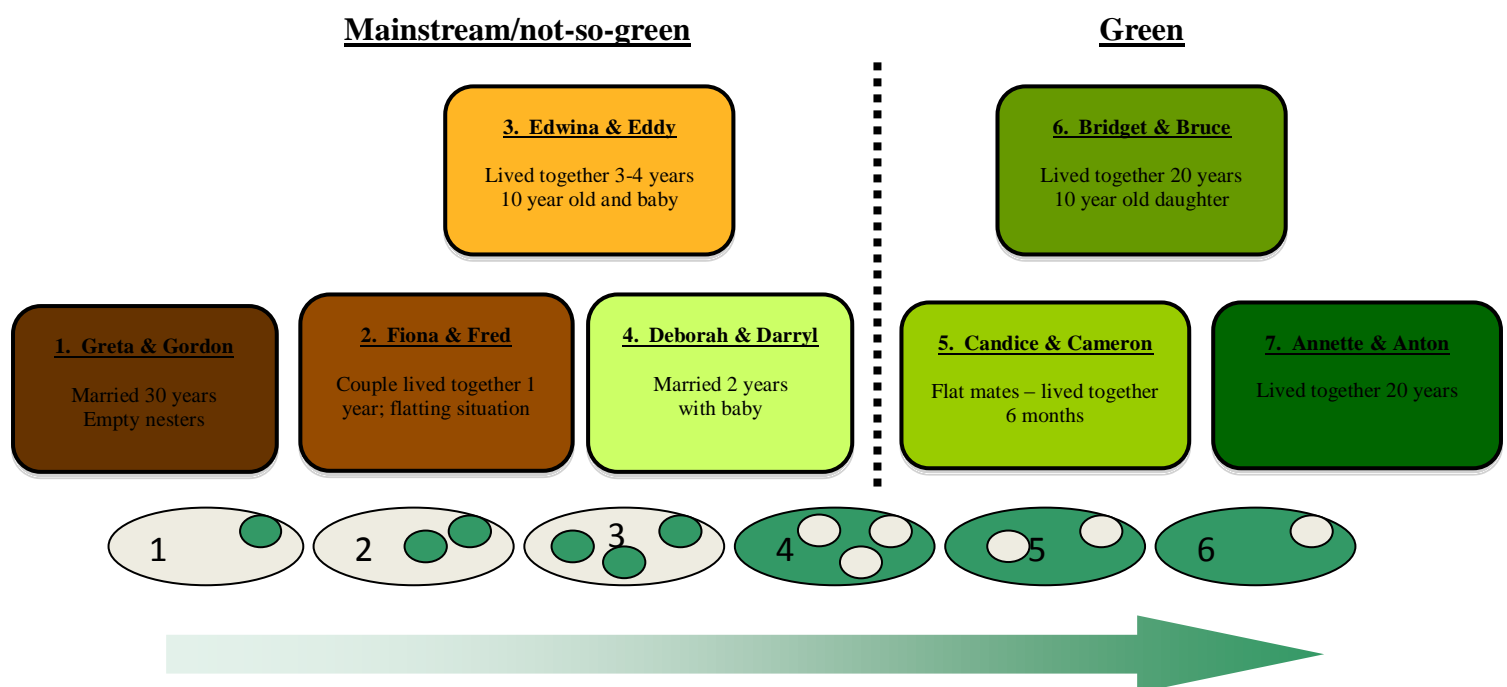 Mainstream/not-so-green
Green
3. Edwina & Eddy
Lived together 3-4 years
10 year old and baby
6. Bridget & Bruce
Lived together 20 years
10 year old daughter
1. Greta & Gordon
Married 30 years
Empty nesters
2. Fiona & Fred
Couple lived together 1
year; flatting situation
4. Deborah & Darryl
Married 2 years
with baby
5. Candice & Cameron
Flat mates – lived together
6 months
7. Annette & Anton
Lived together 20 years
1
2
3
4
5
6